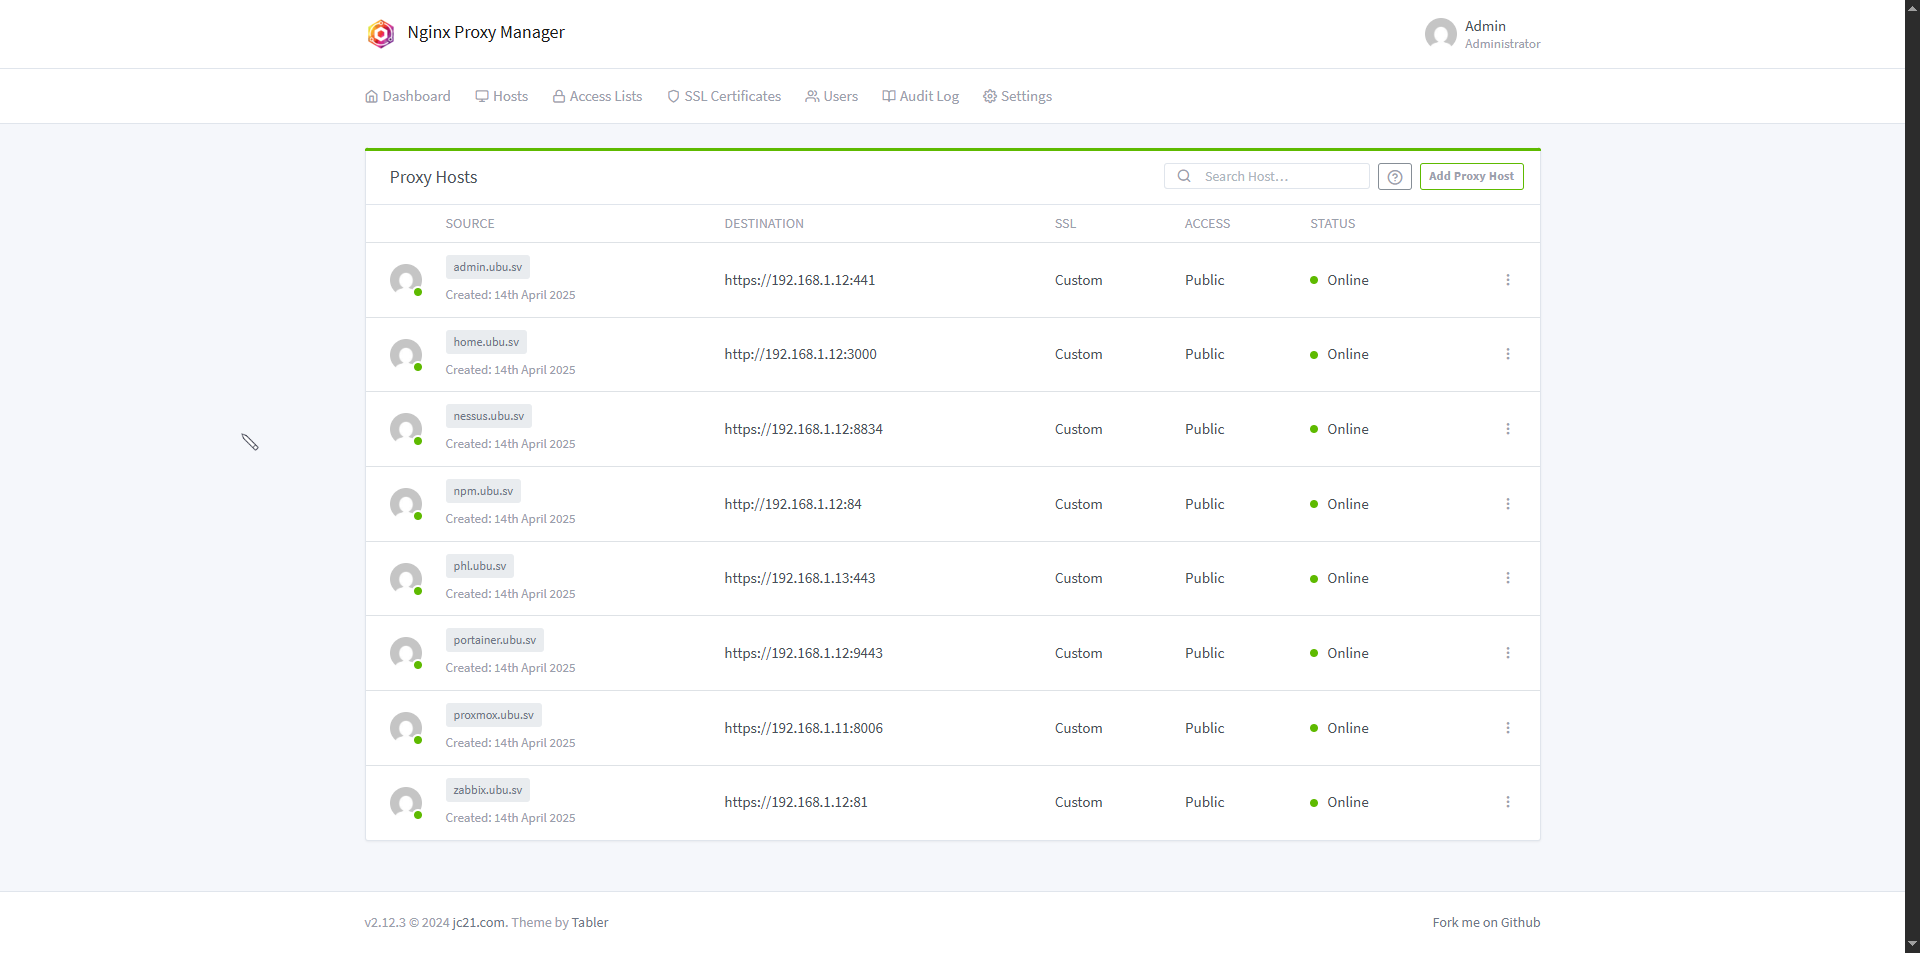 Nginx Proxy Manager
Admin
Administrator
Dashboard Hosts Access Lists SSL Certificates Users Audit Log Settings
Proxy Hosts Search Host... Add Proxy Host
SOURCE DESTINATION SSL ACCESS STATUS
admin.ubu.sv
Created: 14th April 2025
https://192.168.1.12:441 Custom Public Online
home.ubu.sv
Created: 14th April 2025
http://192.168.1.12:3000 Custom Public Online
nessus.ubu.sv
Created: 14th April 2025
https://192.168.1.12:8834 Custom Public Online
npm.ubu.sv
Created: 14th April 2025
http://192.168.1.12:84 Custom Public Online
phl.ubu.sv
Created: 14th April 2025
https://192.168.1.13:443 Custom Public Online
portainer.ubu.sv
Created: 14th April 2025
https://192.168.1.12:9443 Custom Public Online
proxmox.ubu.sv
Created: 14th April 2025
https://192.168.1.11:8006 Custom Public Online
zabbix.ubu.sv
Created: 14th April 2025
https://192.168.1.12:81 Custom Public Online
v2.12.3 © 2024 jc21.com. Theme by Tabler Fork me on Github